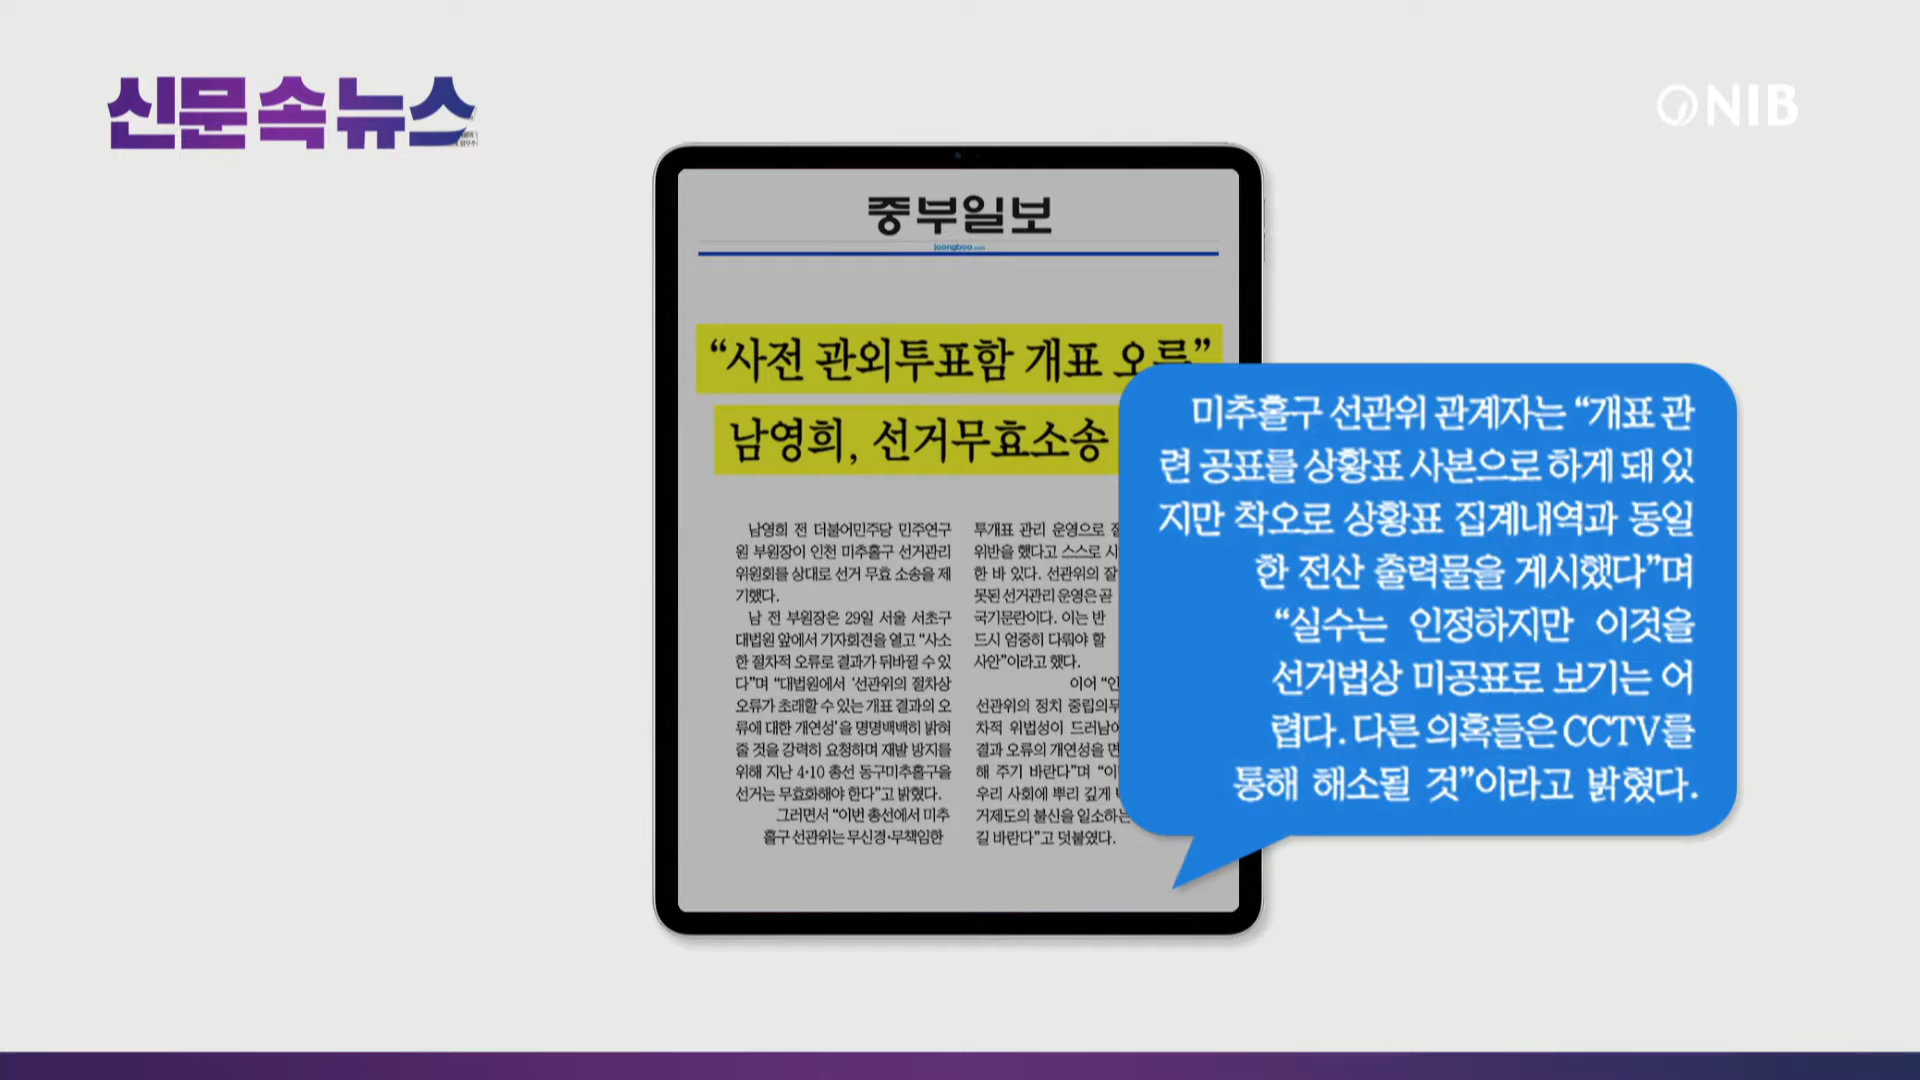 신문 속 뉴스
NIB
중부일보
joongboo.com
“사전 관외투표함 개표 오류”
남영희, 선거무효소송
남영희 전 더불어민주당 민주연구
원 부원장이 인천 미추홀구 선거관리
위원회를 상대로 선거 무효 소송을 제
기했다.
남 전 부원장은 29일 서울 서초구
대법원 앞에서 기자회견을 열고 “사소
한 절차적 오류로 결과가 뒤바뀔 수 있
다”며 “대법원에서 ‘선관위의 절차상
오류가 초래할 수 있는 개표 결과의 오
류에 대한 개연성’을 명명백백히 밝혀
줄 것을 강력히 요청하며 재발 방지를
위해 지난 4·10 총선 동구미추홀구을
선거는 무효화해야 한다”고 밝혔다.
그러면서 “이번 총선에서 미추
홀구 선관위는 무신경·무책임한
투개표 관리 운영으로
위반을 했다고 스스로 시
한 바 있다. 선관위의 잘
못된 선거관리 운영은 곧
국기문란이다. 이는 반
드시 엄중히 다뤄야 할
사안”이라고 했다.
이어 “인
선관위의 정치 중립의무
차적 위법성이 드러남
결과 오류의 개연성을 면
해 주기 바란다”며 “이
우리 사회에 뿌리 깊게
거제도의 불신을 일소하는
길 바란다”고 덧붙였다.
미추홀구 선관위 관계자는 “개표 관
련 공표를 상황표 사본으로 하게 돼 있
지만 착오로 상황표 집계내역과 동일
한 전산 출력물을 게시했다”며
“실수는 인정하지만 이것을
선거법상 미공표로 보기는 어
렵다. 다른 의혹들은 CCTV를
통해 해소될 것”이라고 밝혔다.